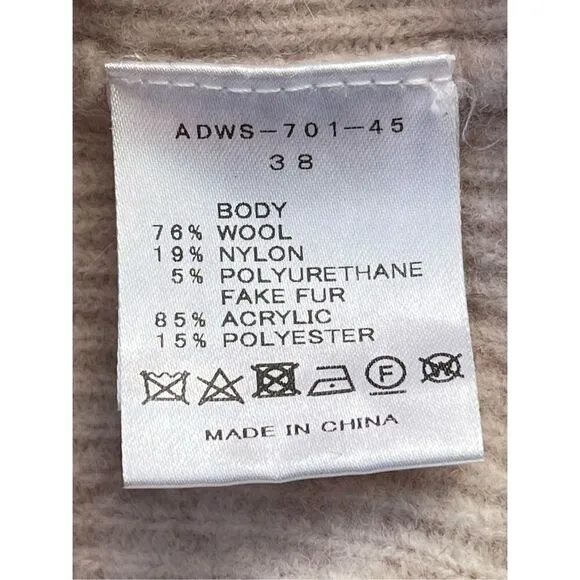 ADWS-701-45
38
BODY
76% WOOL
19% NYLON
5% POLYURETHANE
FAKE FUR
85% ACRYLIC
15% POLYESTER
F W
MADE IN CHINA